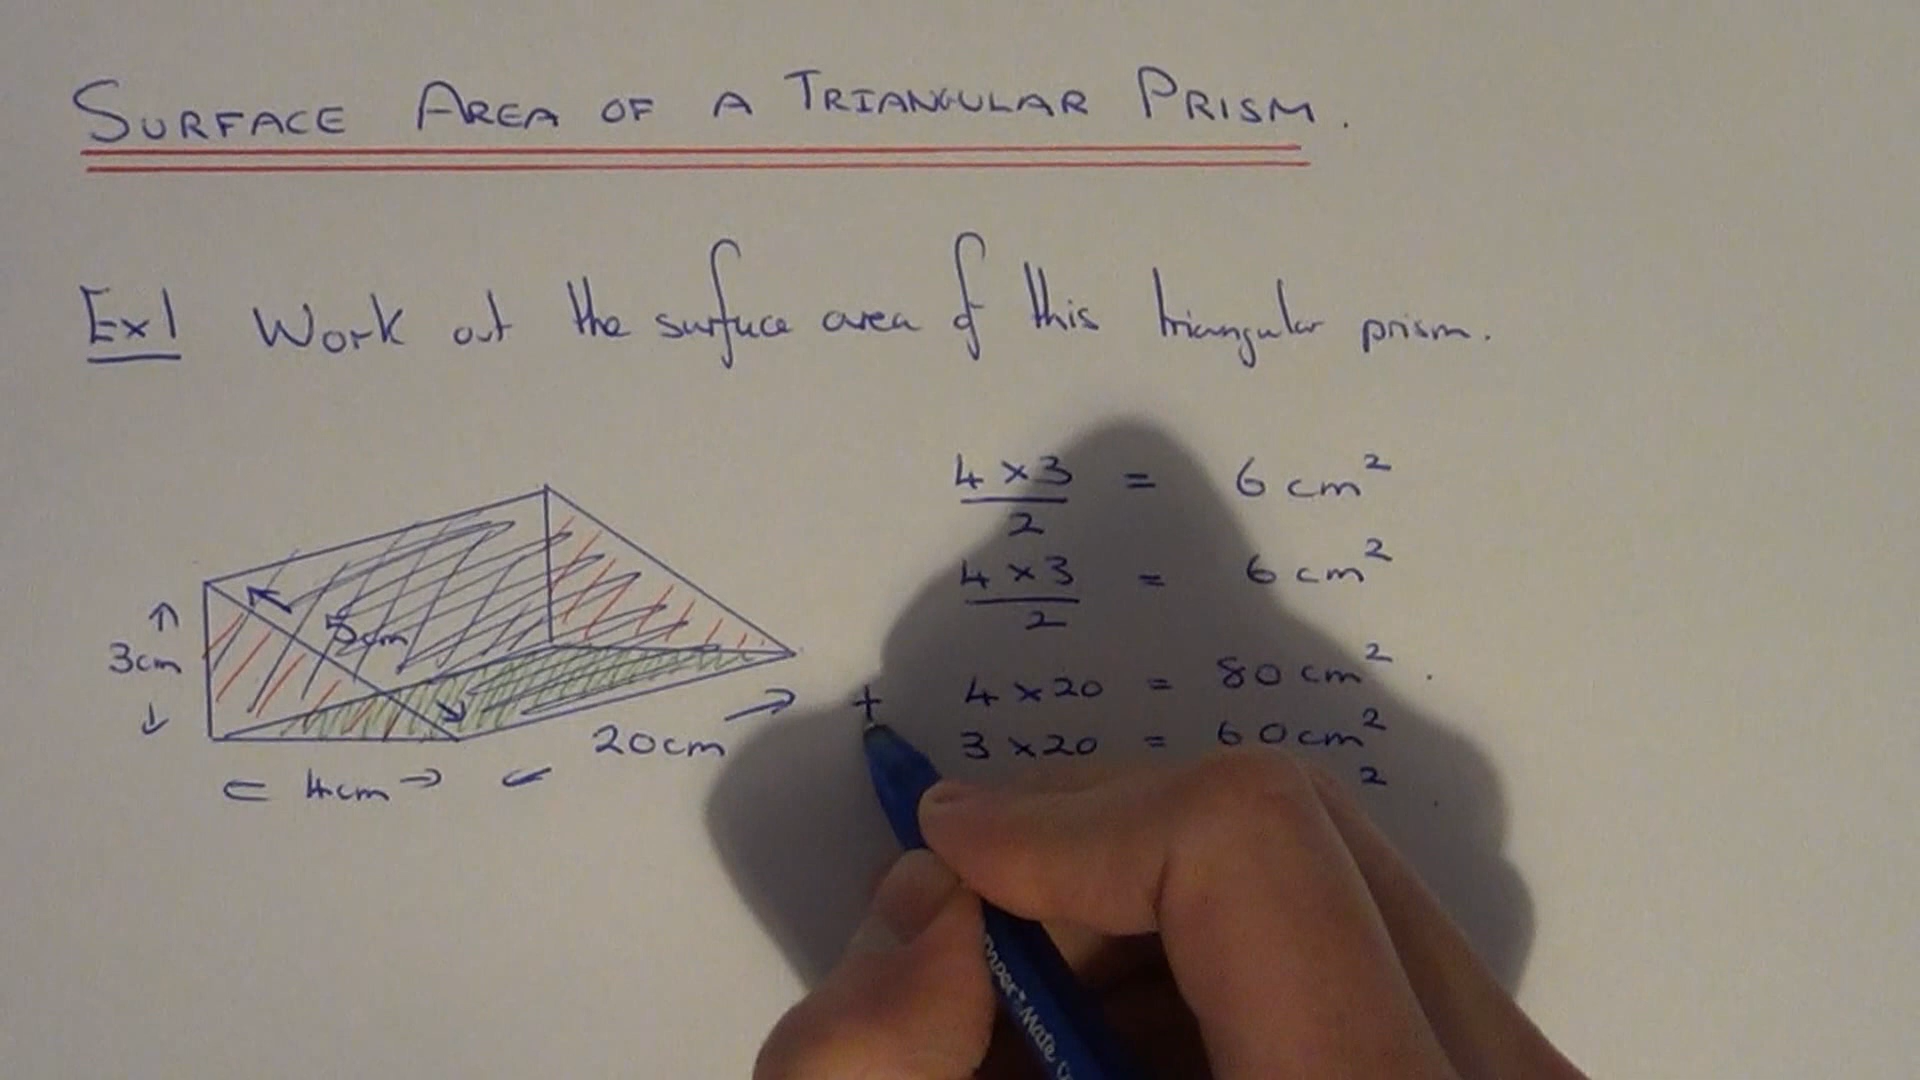 SURFACE AREA OF A TRIANGULAR PRISM.
Ex1 Work out the surface area of this triangular prism.
4 x 3 = 6 cm²
2
4 x 3 = 6 cm²
2
+ 4 x 20 = 80 cm²
3 x 20 = 60 cm²
2
3cm
5cm
20cm
4cm